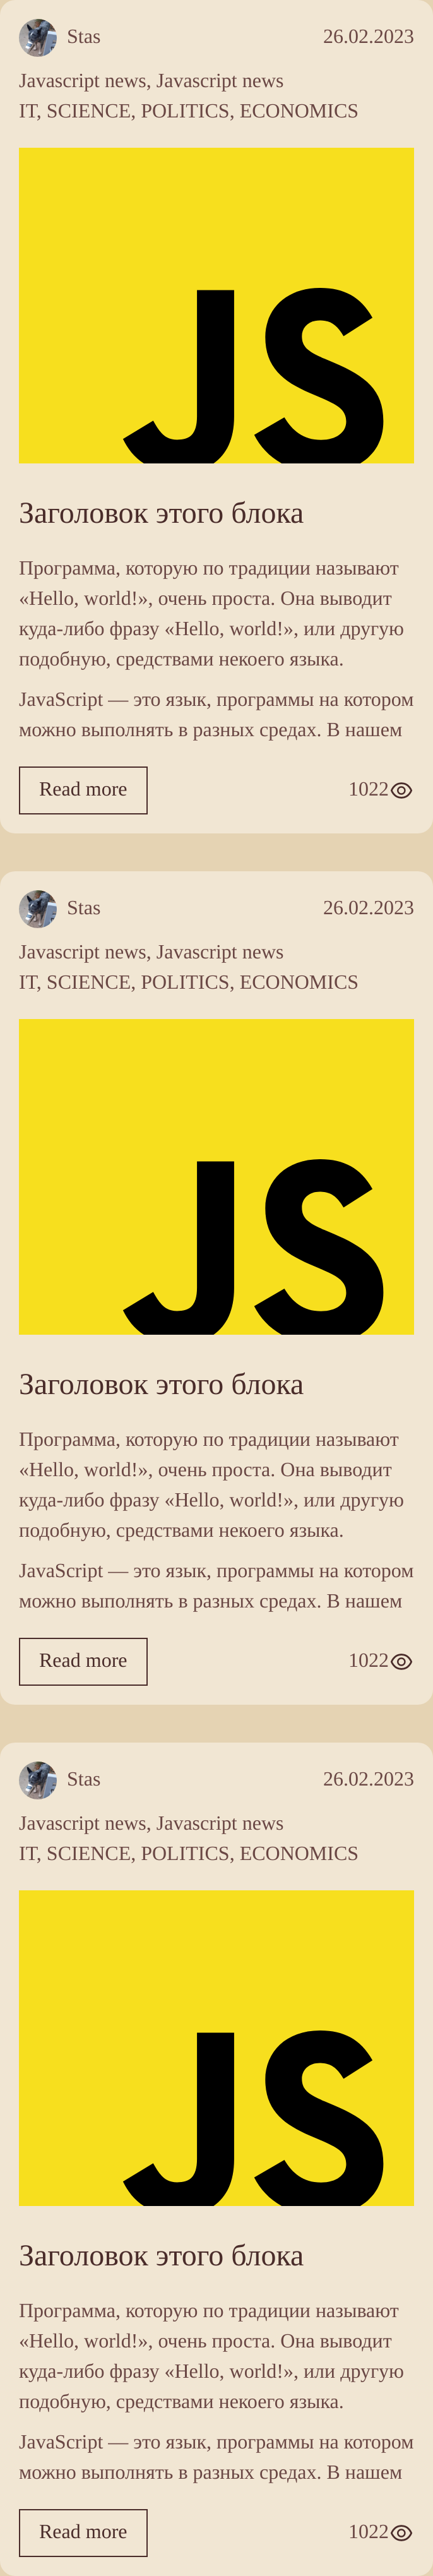 Stas 26.02.2023
Javascript news, Javascript news
IT, SCIENCE, POLITICS, ECONOMICS
JS
Заголовок этого блока
Программа, которую по традиции называют
«Hello, world!», очень проста. Она выводит
куда-либо фразу «Hello, world!», или другую
подобную, средствами некоего языка.
JavaScript — это язык, программы на котором
можно выполнять в разных средах. В нашем
Read more 1022
Stas 26.02.2023
Javascript news, Javascript news
IT, SCIENCE, POLITICS, ECONOMICS
JS
Заголовок этого блока
Программа, которую по традиции называют
«Hello, world!», очень проста. Она выводит
куда-либо фразу «Hello, world!», или другую
подобную, средствами некоего языка.
JavaScript — это язык, программы на котором
можно выполнять в разных средах. В нашем
Read more 1022
Stas 26.02.2023
Javascript news, Javascript news
IT, SCIENCE, POLITICS, ECONOMICS
JS
Заголовок этого блока
Программа, которую по традиции называют
«Hello, world!», очень проста. Она выводит
куда-либо фразу «Hello, world!», или другую
подобную, средствами некоего языка.
JavaScript — это язык, программы на котором
можно выполнять в разных средах. В нашем
Read more 1022